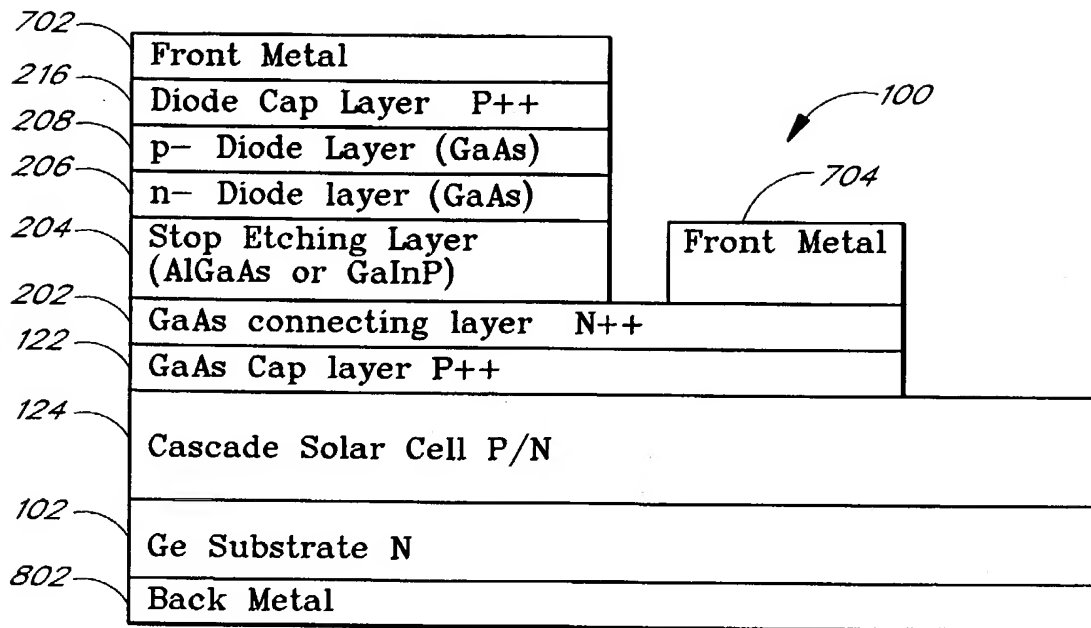 702
Front Metal
216
Diode Cap Layer P++
208
p- Diode Layer (GaAs)
206
n- Diode layer (GaAs)
204
Stop Etching Layer
(AlGaAs or GaInP)
202
GaAs connecting layer N++
122
GaAs Cap layer P++
124
Cascade Solar Cell P/N
102
Ge Substrate N
802
Back Metal
100
704
Front Metal